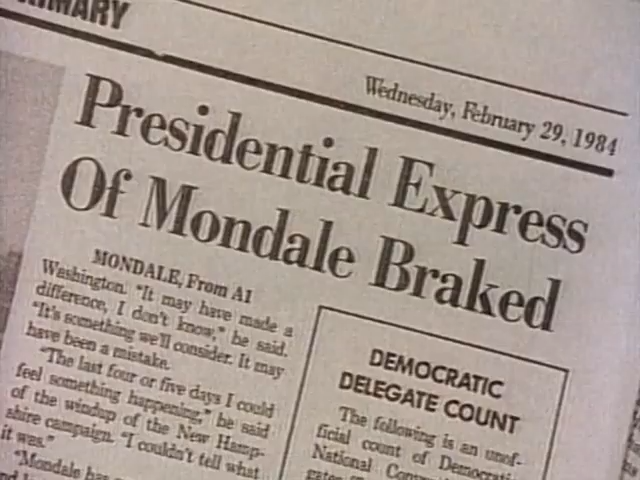 Wednesday, February 29, 1984
Presidential Express
Of Mondale Braked
MONDALE, From A1
Washington. "It may have made a
difference, I don't know," he said.
"It's something we'll consider. It may
have been a mistake.
"The last four or five days I could
feel something happening," he said
of the windup of the New Hamp-
shire campaign. "I couldn't tell what
it was."
"Mondale has
DEMOCRATIC
DELEGATE COUNT
The following is an unof-
ficial count of Democratic
National